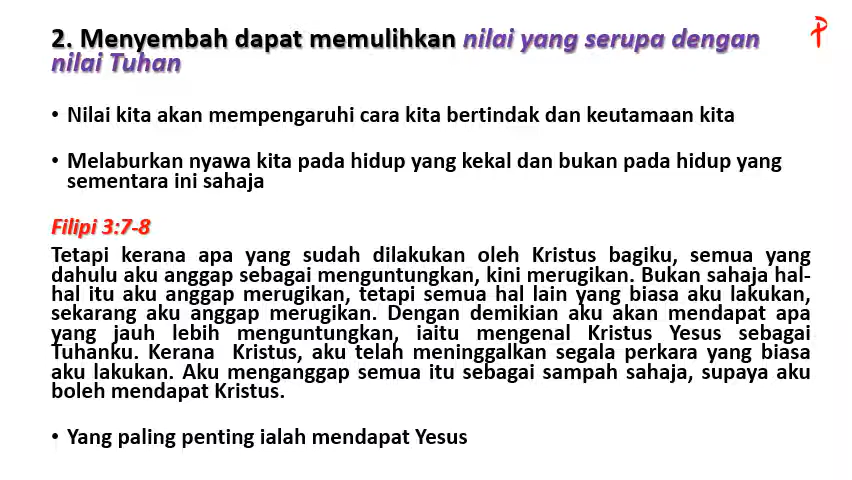 2. Menyembah dapat memulihkan nilai yang serupa dengan
nilai Tuhan
• Nilai kita akan mempengaruhi cara kita bertindak dan keutamaan kita
• Melaburkan nyawa kita pada hidup yang kekal dan bukan pada hidup yang
sementara ini sahaja
Filipi 3:7-8
Tetapi kerana apa yang sudah dilakukan oleh Kristus bagiku, semua yang
dahulu aku anggap sebagai menguntungkan, kini merugikan. Bukan sahaja hal-
hal itu aku anggap merugikan, tetapi semua hal lain yang biasa aku lakukan,
sekarang aku anggap merugikan. Dengan demikian aku akan mendapat apa
yang jauh lebih menguntungkan, iaitu mengenal Kristus Yesus sebagai
Tuhanku. Kerana Kristus, aku telah meninggalkan segala perkara yang biasa
aku lakukan. Aku menganggap semua itu sebagai sampah sahaja, supaya aku
boleh mendapat Kristus.
• Yang paling penting ialah mendapat Yesus